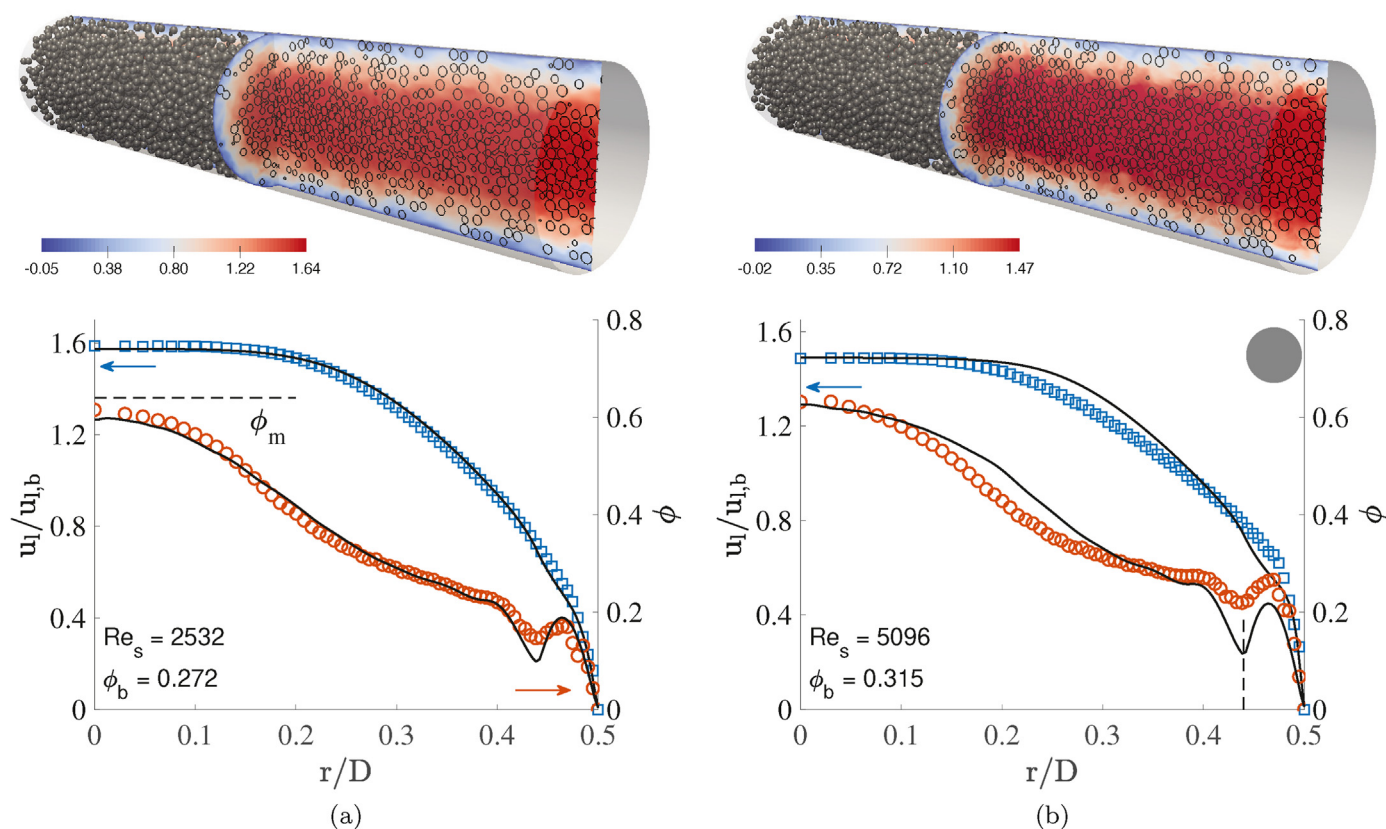 -0.05 0.38 0.80 1.22 1.64
-0.02 0.35 0.72 1.10 1.47
1.6
1.2
0.8
0.4
0
u_l/u_{l,b}
0.8
0.6
0.4
0.2
0
ϕ
ϕ_m
Re_s = 2532
ϕ_b = 0.272
0 0.1 0.2 0.3 0.4 0.5
r/D
(a)
1.6
1.2
0.8
0.4
0
u_l/u_{l,b}
0.8
0.6
0.4
0.2
0
ϕ
Re_s = 5096
ϕ_b = 0.315
0 0.1 0.2 0.3 0.4 0.5
r/D
(b)